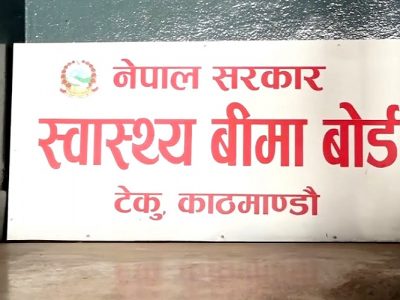 नेपाल सरकार
स्वास्थ्य बीमा बोर्ड
टेकु, काठमाण्डौ